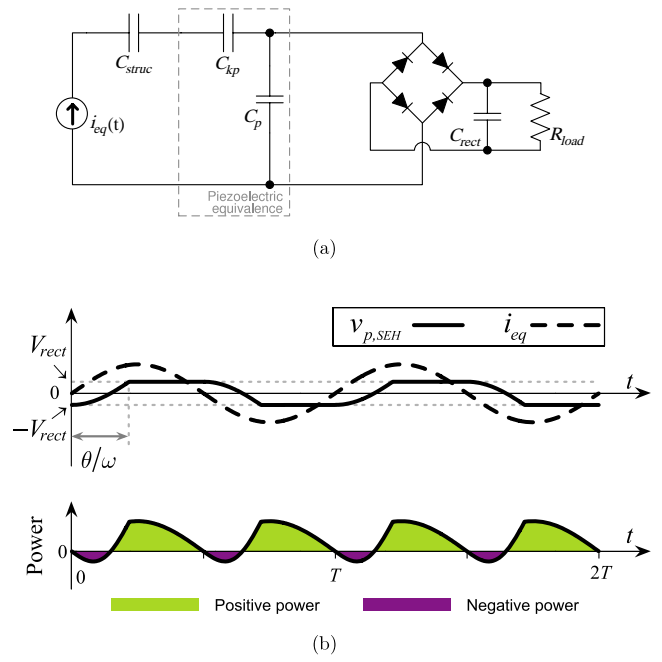 C_struc
C_kp
i_eq(t)
C_p
C_rect
R_load
Piezoelectric
equivalence
(a)
v_p,SEH
i_eq
V_rect
0
t
−V_rect
θ/ω
Power
t
0
0
T
2T
Positive power
Negative power
(b)